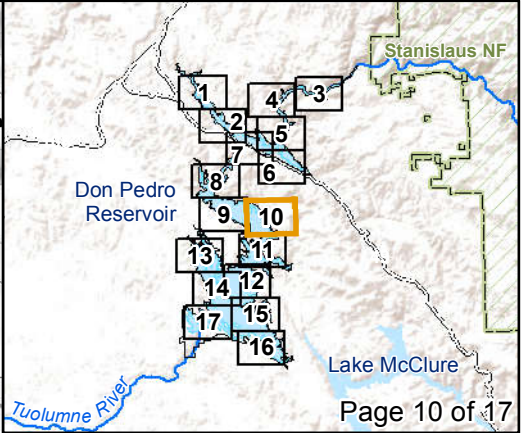 Stanislaus NF
1
4
3
2
5
7
6
8
Don Pedro
Reservoir
9
10
13
11
14
12
17
15
16
Lake McClure
Tuolumne River
Page 10 of 17